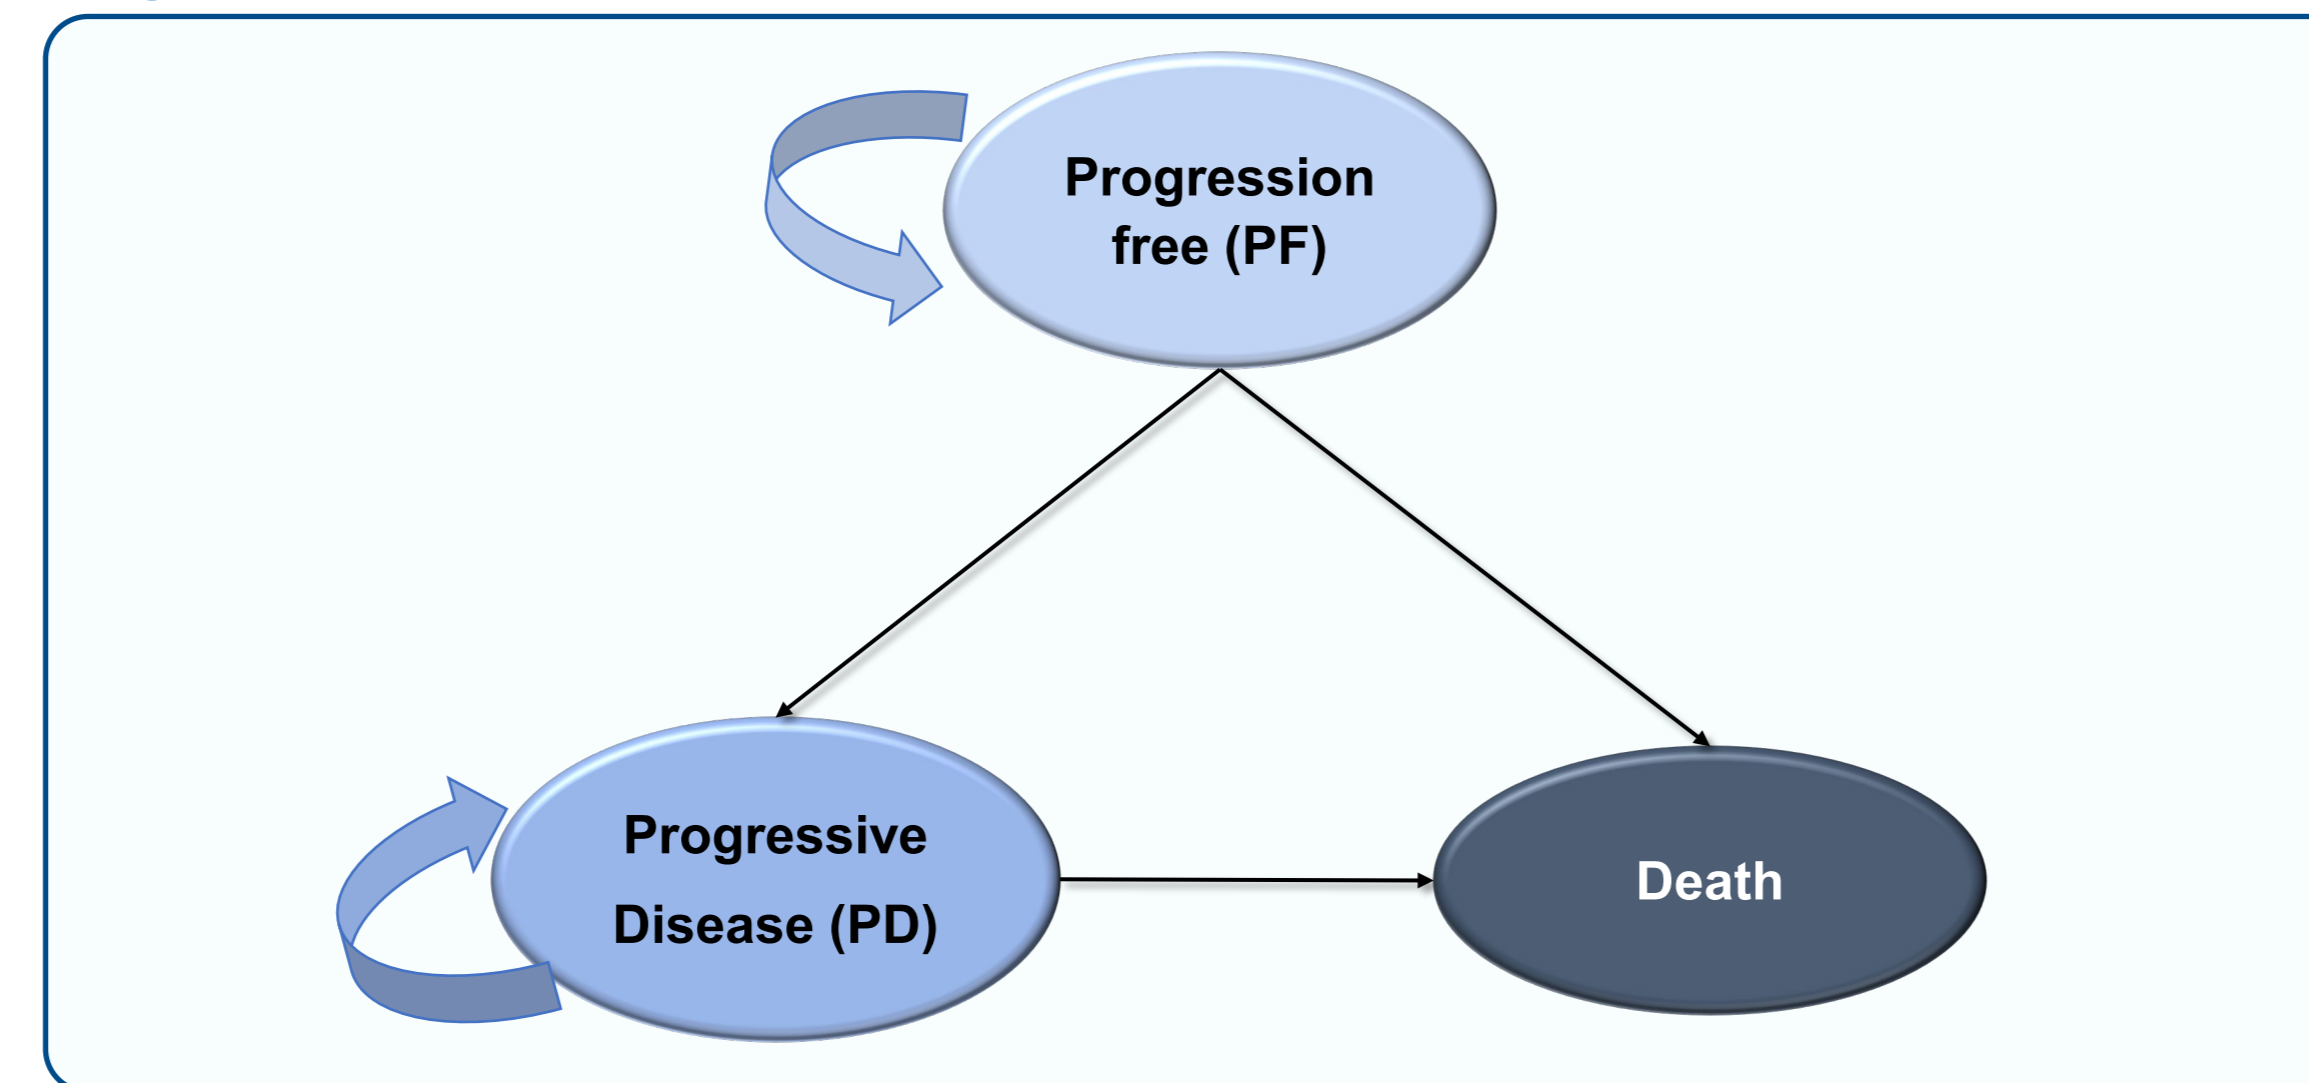 Progression
free (PF)
Progressive
Disease (PD)
Death